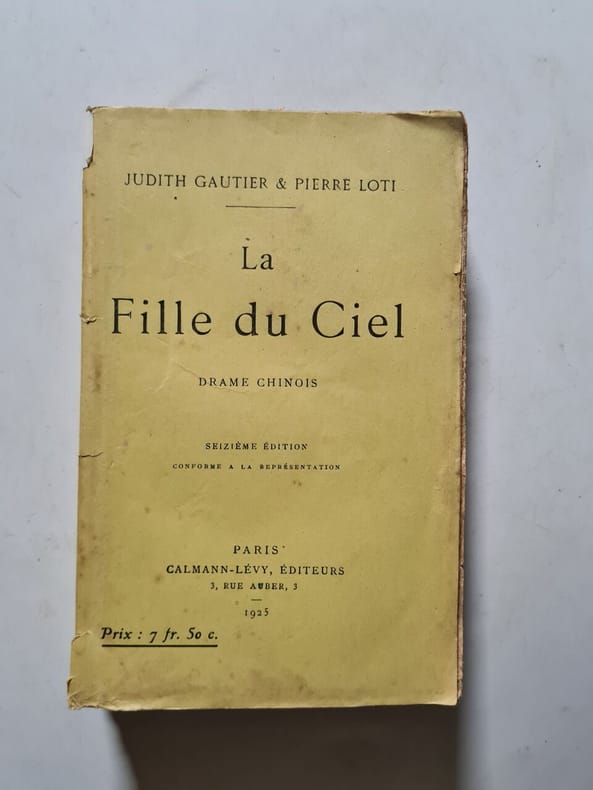 JUDITH GAUTIER & PIERRE LOTI
La
Fille du Ciel
DRAME CHINOIS
SEIZIÈME ÉDITION
CONFORME A LA REPRÉSENTATION
PARIS
CALMANN-LÉVY, ÉDITEURS
3, RUE AUBER, 3
1925
Prix : 7 fr. 50 c.